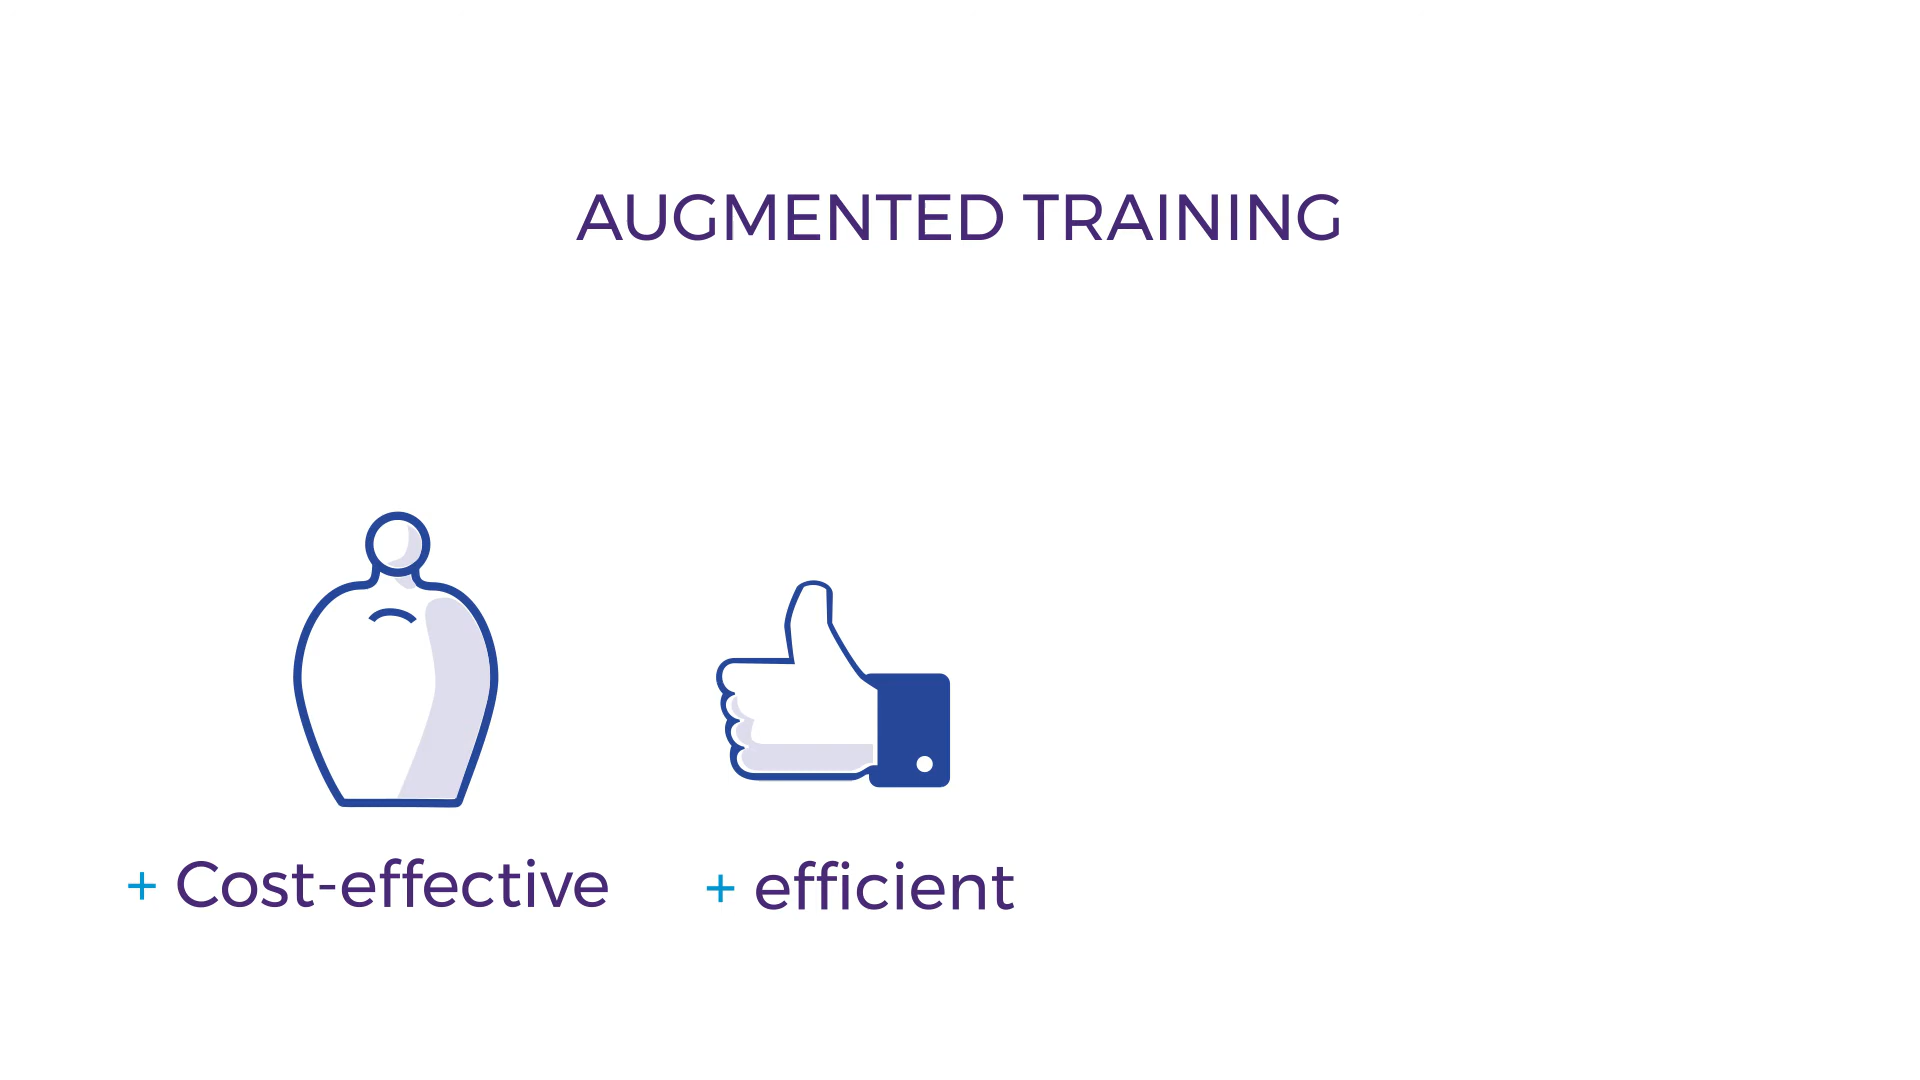 AUGMENTED TRAINING
+ Cost-effective
+ efficient